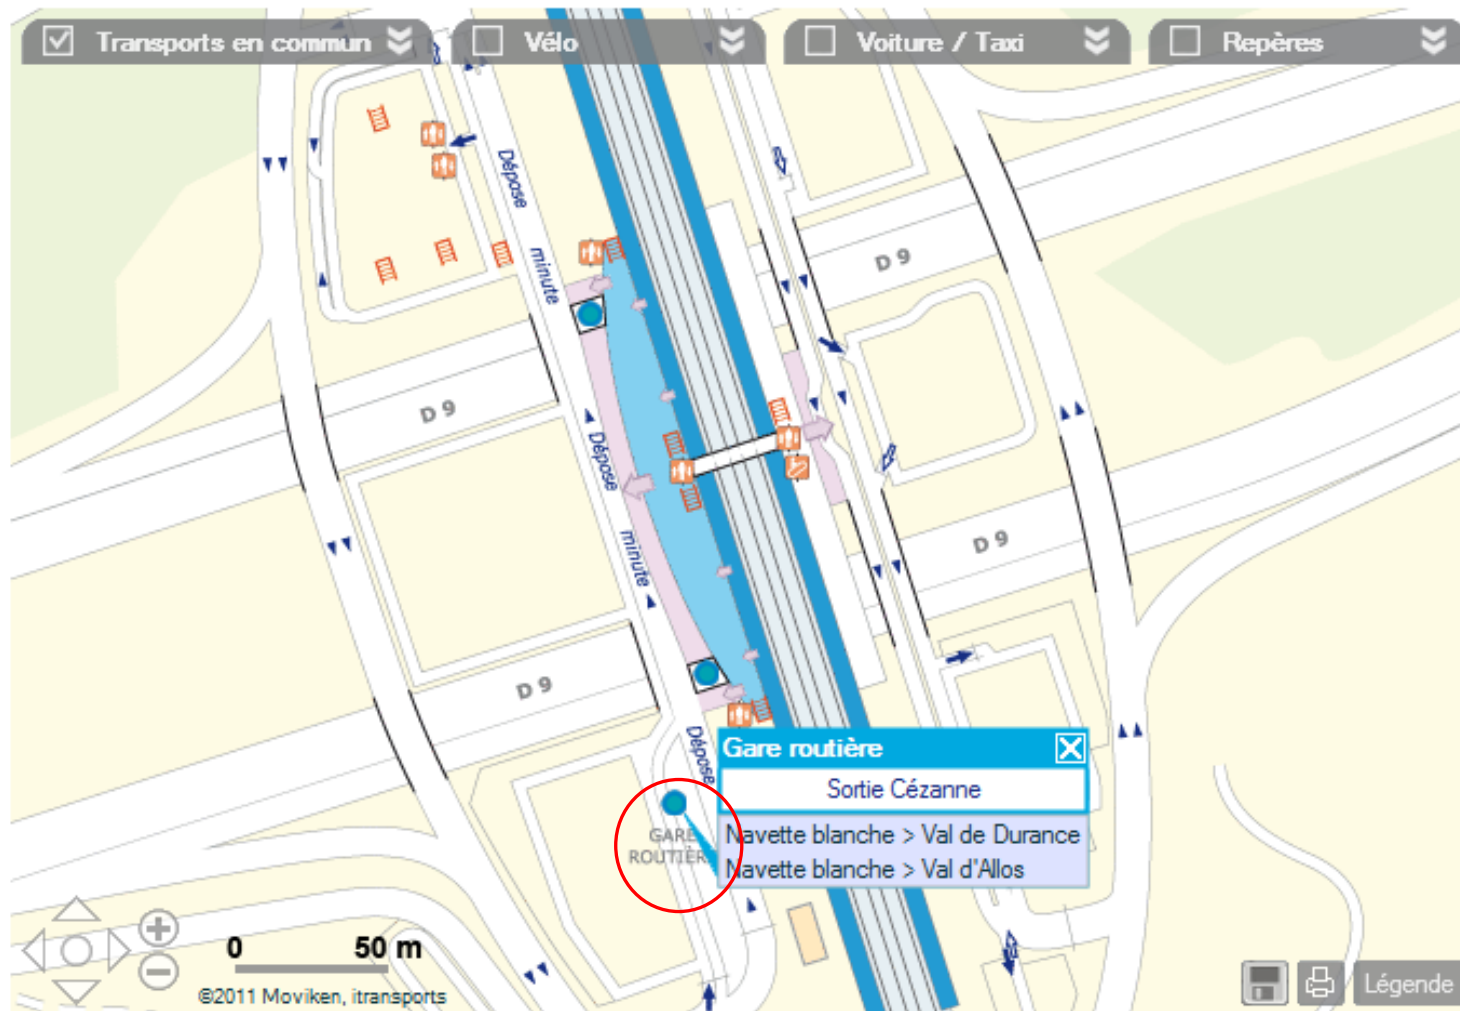 Transports en commun
Vélo
Voiture / Taxi
Repères
Dépose
minute
D 9
D 9
Dépose
minute
D 9
D 9
Dépose
Gare routière
Sortie Cézanne
GARE
ROUTIÈR
Navette blanche > Val de Durance
Navette blanche > Val d'Allos
0 50 m
©2011 Moviken, itransports
Légende